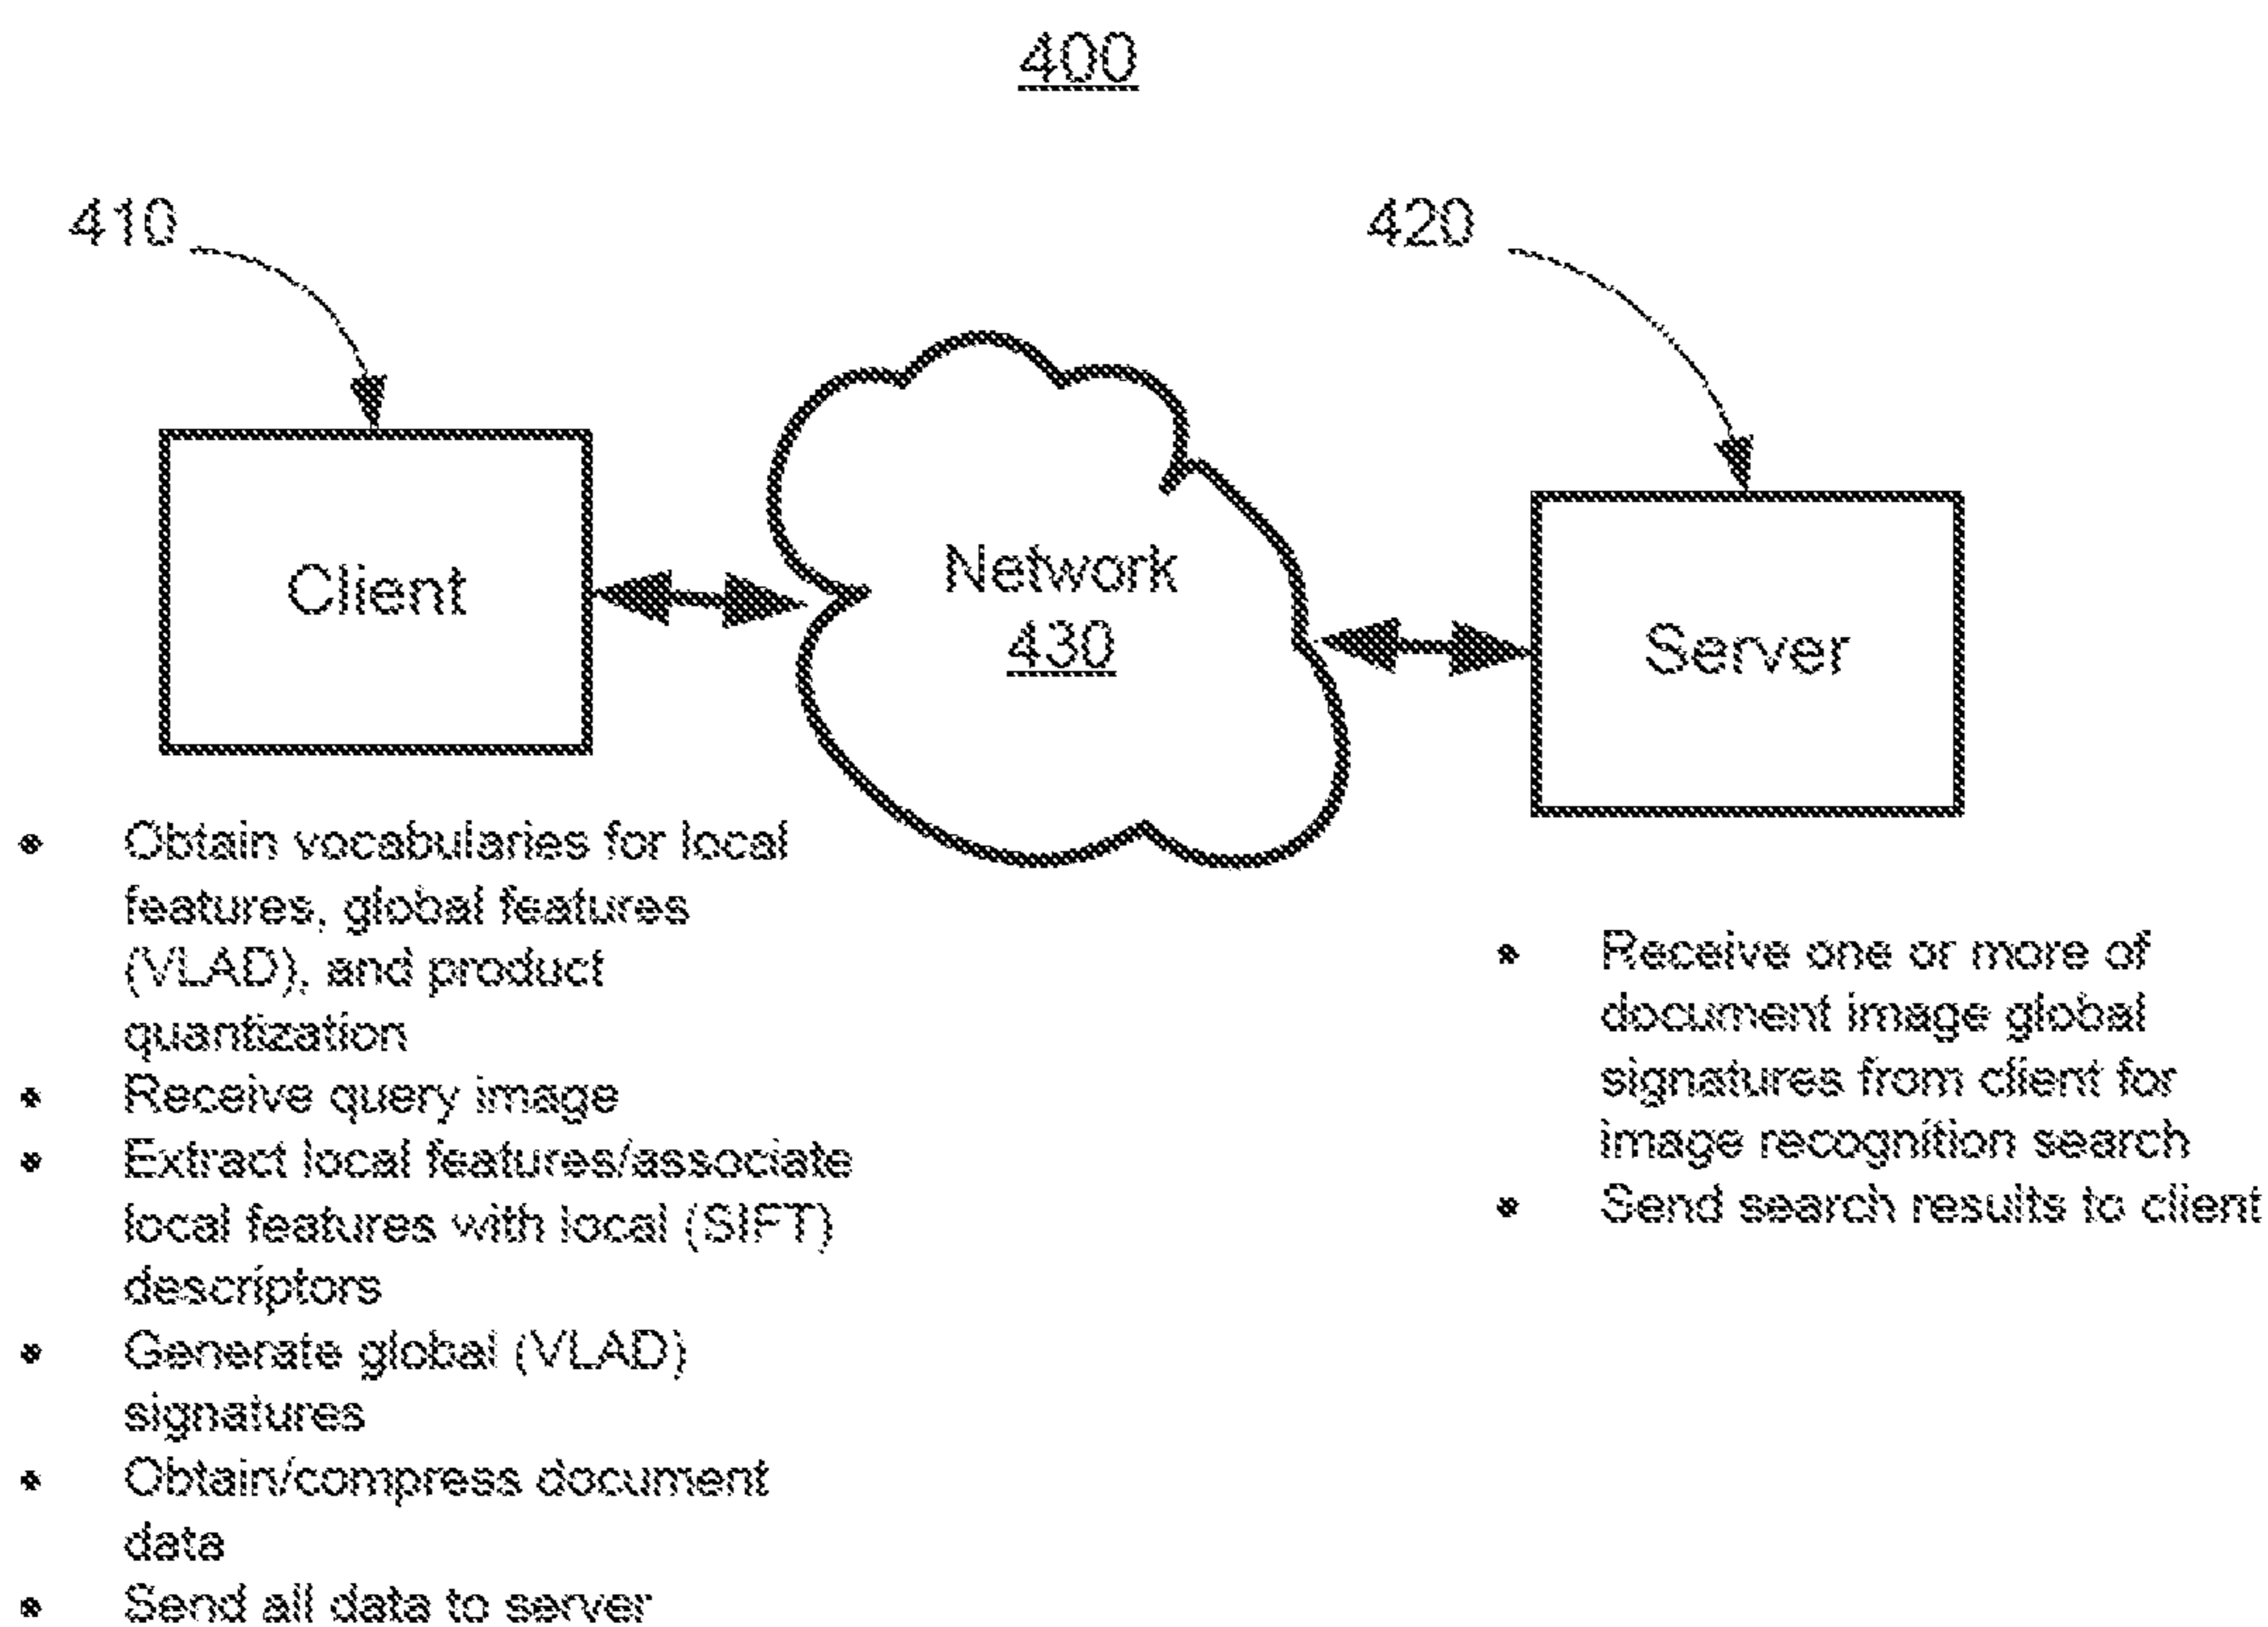 400
410
420
Client
Network
430
Server
• Obtain vocabularies for local
features, global features
(VLAD), and product
quantization
• Receive query image
• Extract local features/associate
local features with local (SIFT)
descriptors
• Generate global (VLAD)
signatures
• Obtain/compress document
data
• Send all data to server
• Receive one or more of
document image global
signatures from client for
image recognition search
• Send search results to client